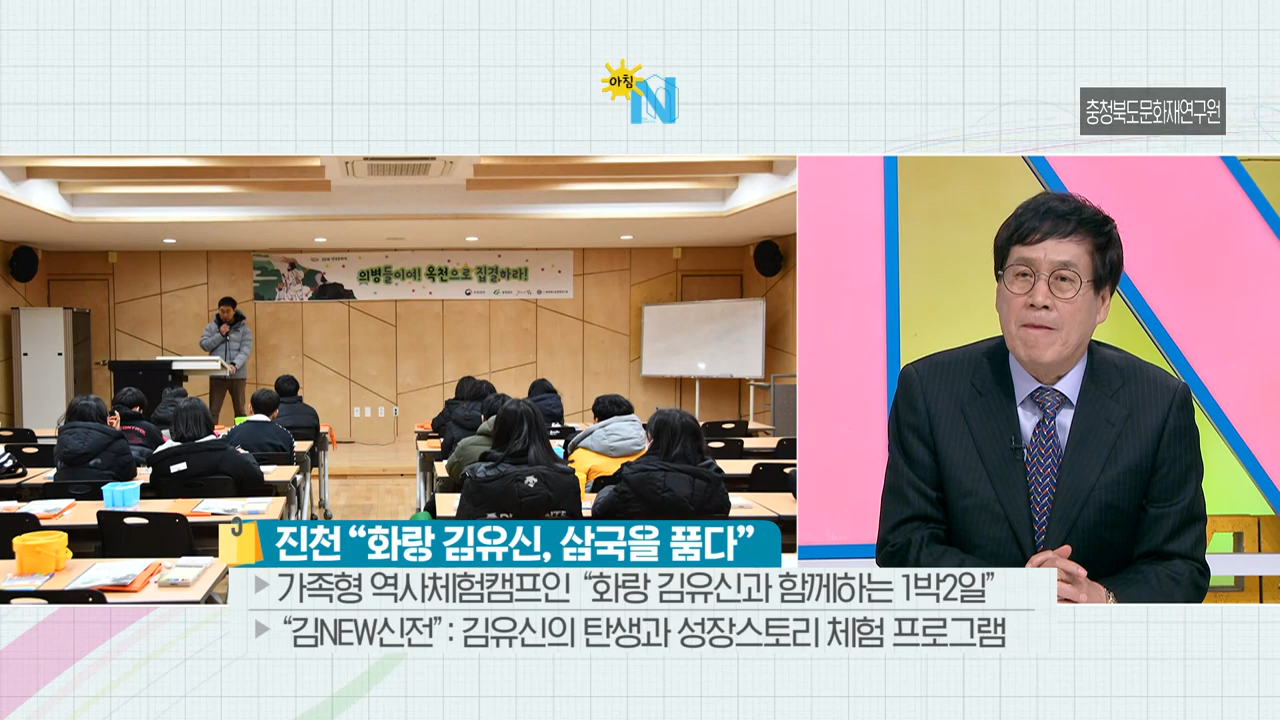 아침
N
충청북도문화재연구원
의병들이여! 옥천으로 집결하라!
진천 “화랑 김유신, 삼국을 품다”
▶ 가족형 역사체험캠프인 “화랑 김유신과 함께하는 1박2일”
▶ “김NEW신전” : 김유신의 탄생과 성장스토리 체험 프로그램